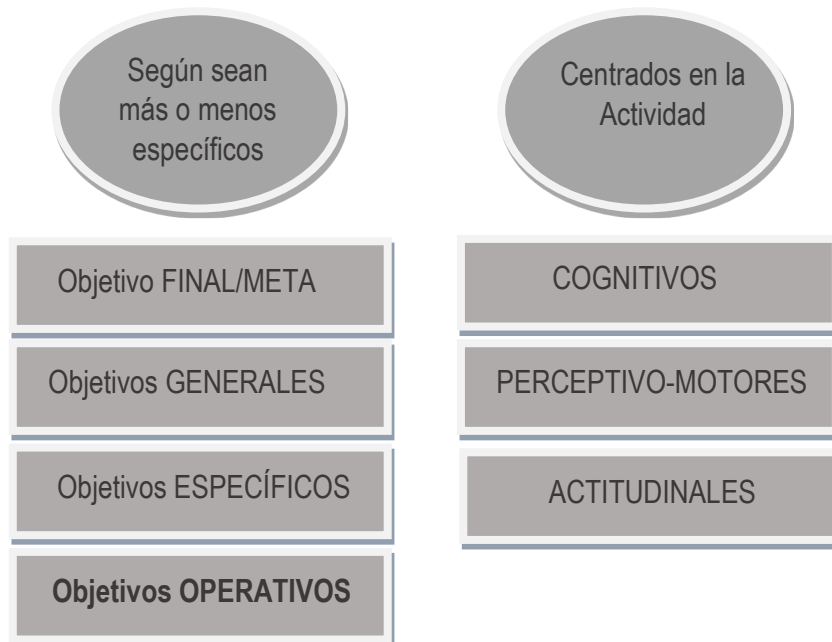 Según sean
más o menos
específicos
Objetivo FINAL/META
Objetivos GENERALES
Objetivos ESPECÍFICOS
Objetivos OPERATIVOS
Centrados en la
Actividad
COGNITIVOS
PERCEPTIVO-MOTORES
ACTITUDINALES